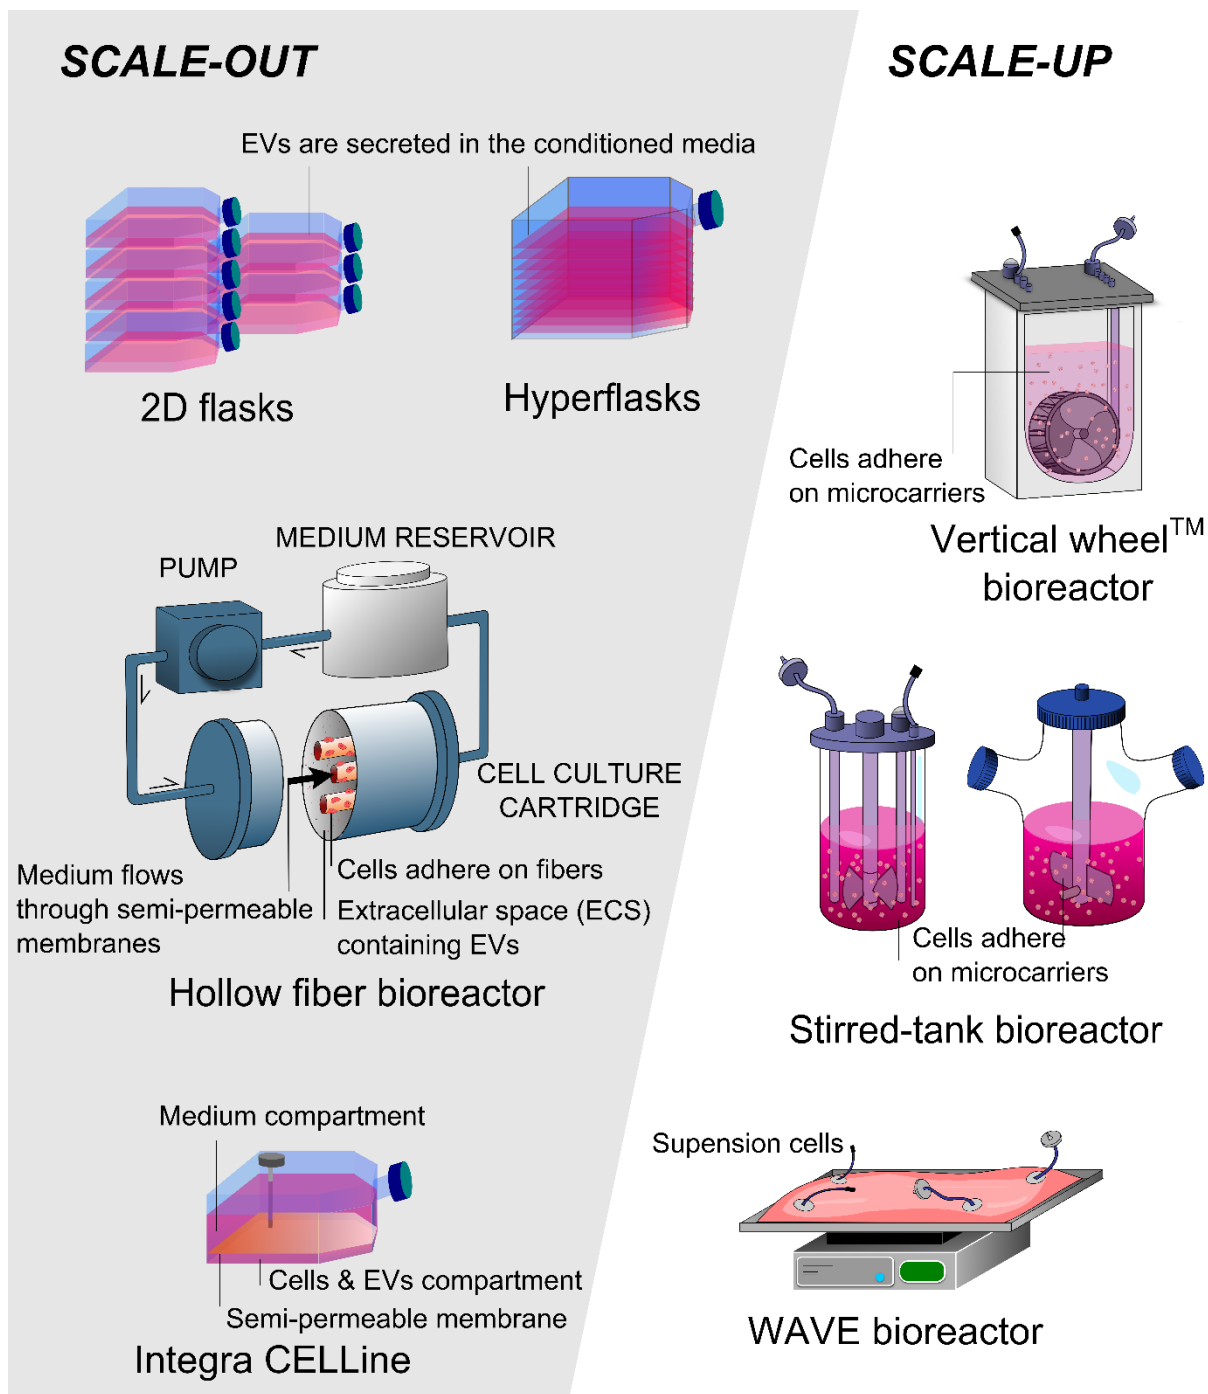 SCALE-OUT
SCALE-UP
EVs are secreted in the conditioned media
2D flasks
Hyperflasks
Cells adhere
on microcarriers
Vertical wheel™
bioreactor
MEDIUM RESERVOIR
PUMP
CELL CULTURE
CARTRIDGE
Medium flows
through semi-permeable
membranes
Cells adhere on fibers
Extracellular space (ECS)
containing EVs
Hollow fiber bioreactor
Cells adhere
on microcarriers
Stirred-tank bioreactor
Medium compartment
Cells & EVs compartment
Semi-permeable membrane
Integra CELLine
Supension cells
WAVE bioreactor